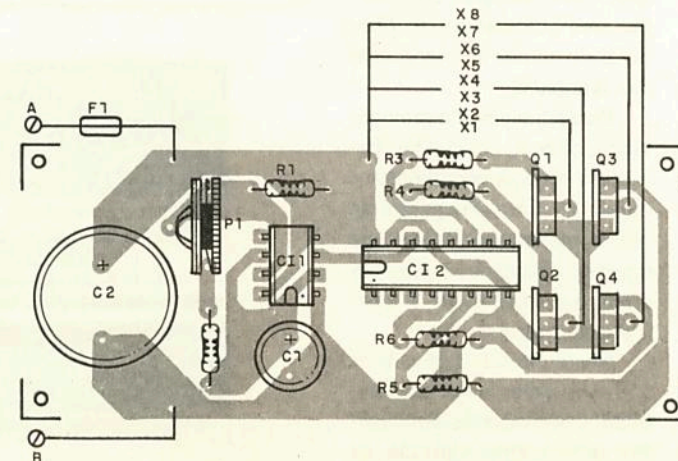 X8
X7
X6
X5
X4
X3
X2
X1
A
F1
R1
R3
Q1
Q3
R4
P1
CI1
CI2
+
C2
Q2
Q4
+
C1
R6
R5
B